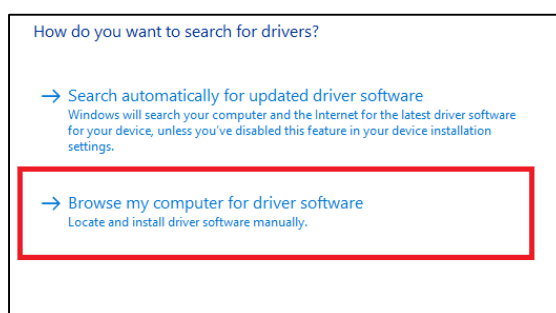 How do you want to search for drivers?
→ Search automatically for updated driver software
Windows will search your computer and the Internet for the latest driver software
for your device, unless you've disabled this feature in your device installation
settings.
→ Browse my computer for driver software
Locate and install driver software manually.